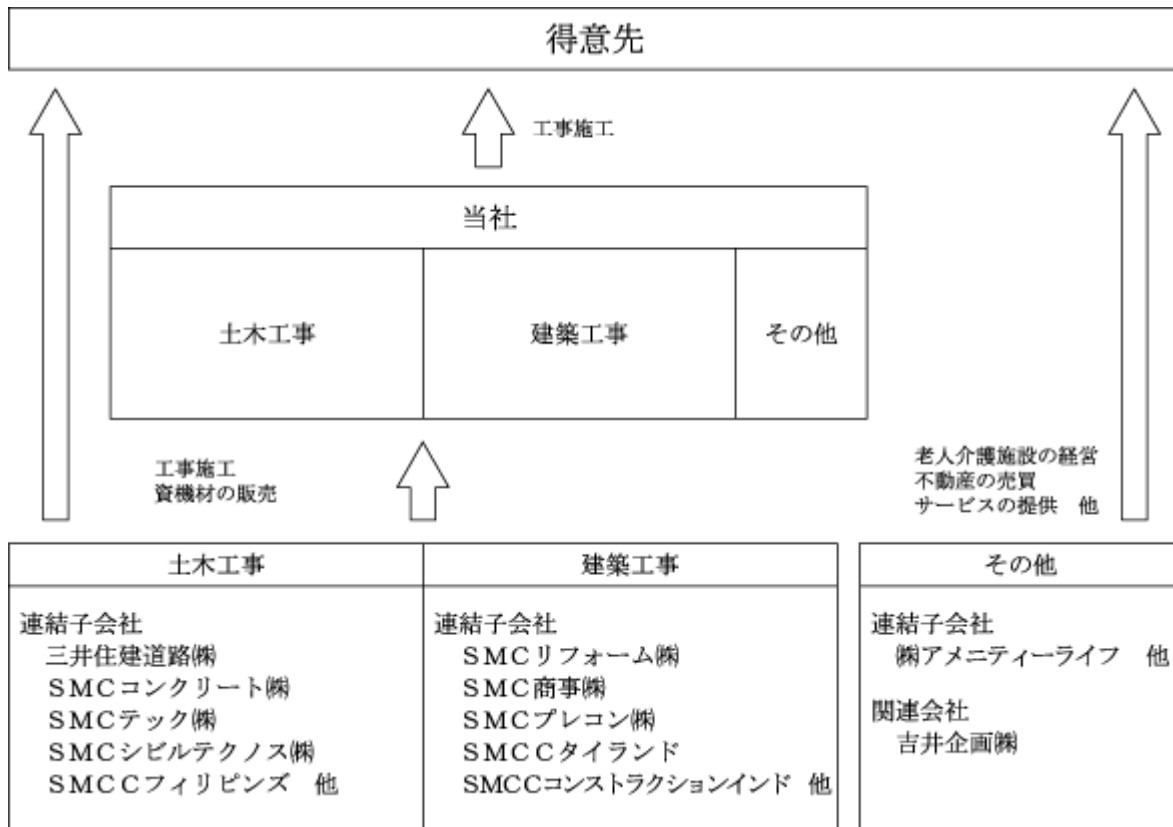 得意先
工事施工
当社
土木工事
建築工事
その他
工事施工
資機材の販売
老人介護施設の経営
不動産の売買
サービスの提供　他
土木工事
連結子会社
三井住建道路㈱
ＳＭＣコンクリート㈱
ＳＭＣテック㈱
ＳＭＣシビルテクノス㈱
ＳＭＣＣフィリピンズ　他
建築工事
連結子会社
ＳＭＣリフォーム㈱
ＳＭＣ商事㈱
ＳＭＣプレコン㈱
ＳＭＣＣタイランド
SMCCコンストラクションインド　他
その他
連結子会社
㈱アメニティーライフ　他
関連会社
吉井企画㈱